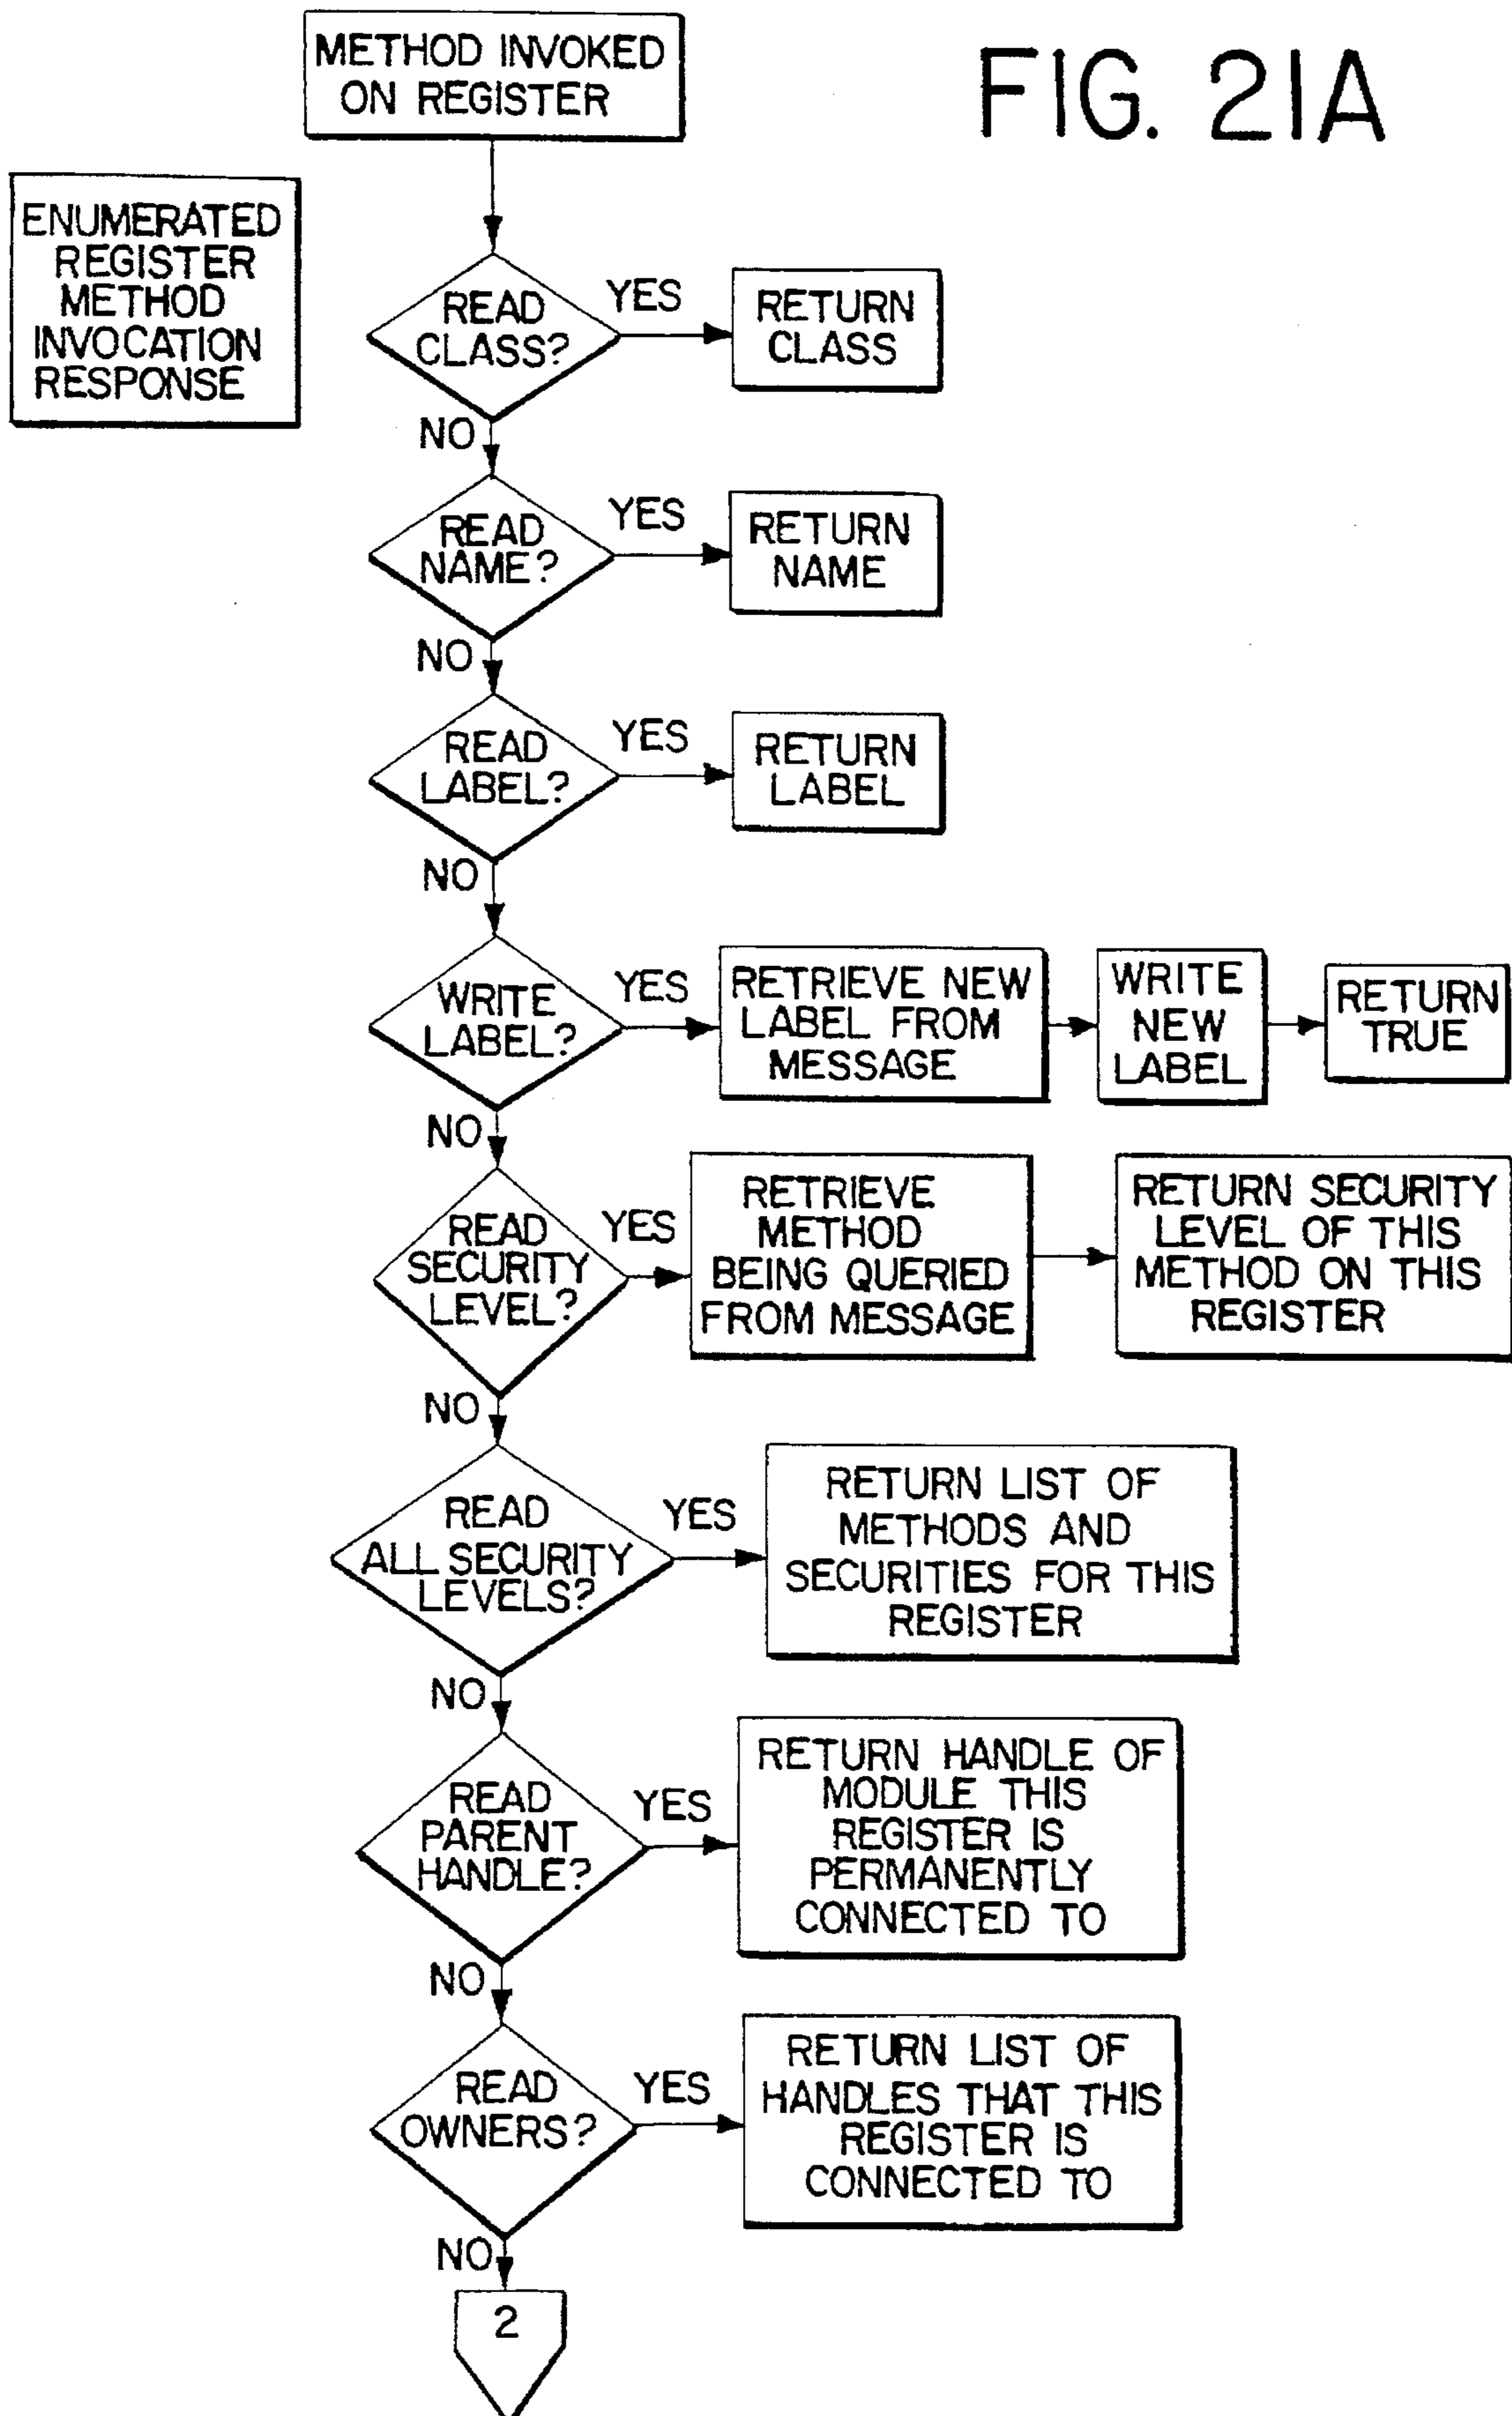 FIG. 21A
METHOD INVOKED
ON REGISTER
ENUMERATED
REGISTER
METHOD
INVOCATION
RESPONSE
READ
CLASS?
YES
RETURN
CLASS
NO
READ
NAME?
YES
RETURN
NAME
NO
READ
LABEL?
YES
RETURN
LABEL
NO
WRITE
LABEL?
YES
RETRIEVE NEW
LABEL FROM
MESSAGE
WRITE
NEW
LABEL
RETURN
TRUE
NO
READ
SECURITY
LEVEL?
YES
RETRIEVE
METHOD
BEING QUERIED
FROM MESSAGE
RETURN SECURITY
LEVEL OF THIS
METHOD ON THIS
REGISTER
NO
READ
ALL SECURITY
LEVELS?
YES
RETURN LIST OF
METHODS AND
SECURITIES FOR THIS
REGISTER
NO
READ
PARENT
HANDLE?
YES
RETURN HANDLE OF
MODULE THIS
REGISTER IS
PERMANENTLY
CONNECTED TO
NO
READ
OWNERS?
YES
RETURN LIST OF
HANDLES THAT THIS
REGISTER IS
CONNECTED TO
NO
2